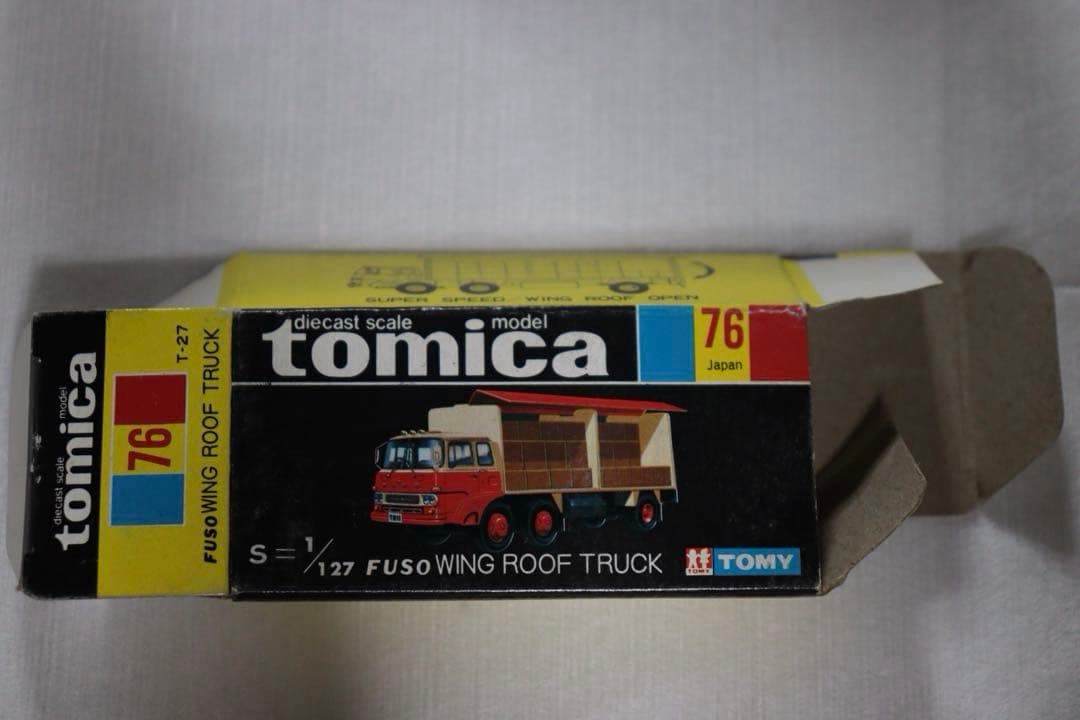 SUPER SPEED WING ROOF OPEN
diecast scale model
tomica
76
Japan
S = 1/127 FUSO WING ROOF TRUCK
TOMY
TOMY
diecast scale model
tomica
76
T-27
FUSO WING ROOF TRUCK